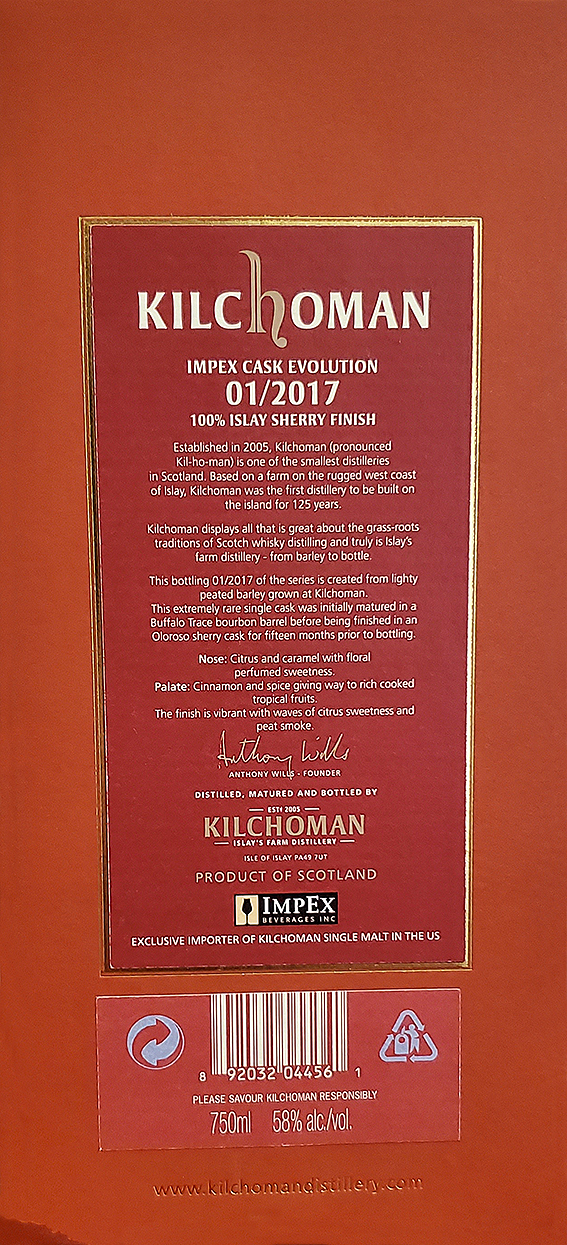 KILCHOMAN
IMPEX CASK EVOLUTION
01/2017
100% ISLAY SHERRY FINISH
Established in 2005, Kilchoman (pronounced
Kil-ho-man) is one of the smallest distilleries
in Scotland. Based on a farm on the rugged west coast
of Islay, Kilchoman was the first distillery to be built on
the island for 125 years.
Kilchoman displays all that is great about the grass-roots
traditions of Scotch whisky distilling and truly is Islay's
farm distillery - from barley to bottle.
This bottling 01/2017 of the series is created from lighty
peated barley grown at Kilchoman.
This extremely rare single cask was initially matured in a
Buffalo Trace bourbon barrel before being finished in an
Oloroso sherry cask for fifteen months prior to bottling.
Nose: Citrus and caramel with floral
perfumed sweetness.
Palate: Cinnamon and spice giving way to rich cooked
tropical fruits.
The finish is vibrant with waves of citrus sweetness and
peat smoke.
Anthony Wills
ANTHONY WILLS - FOUNDER
DISTILLED, MATURED AND BOTTLED BY
ESTD 2005
KILCHOMAN
ISLAY'S FARM DISTILLERY
ISLE OF ISLAY PA49 7UT
PRODUCT OF SCOTLAND
IMPEX
BEVERAGES INC
EXCLUSIVE IMPORTER OF KILCHOMAN SINGLE MALT IN THE US
8 92032 04456 1
PLEASE SAVOUR KILCHOMAN RESPONSIBLY
750ml 58% alc./vol.
www.kilchomandistillery.com